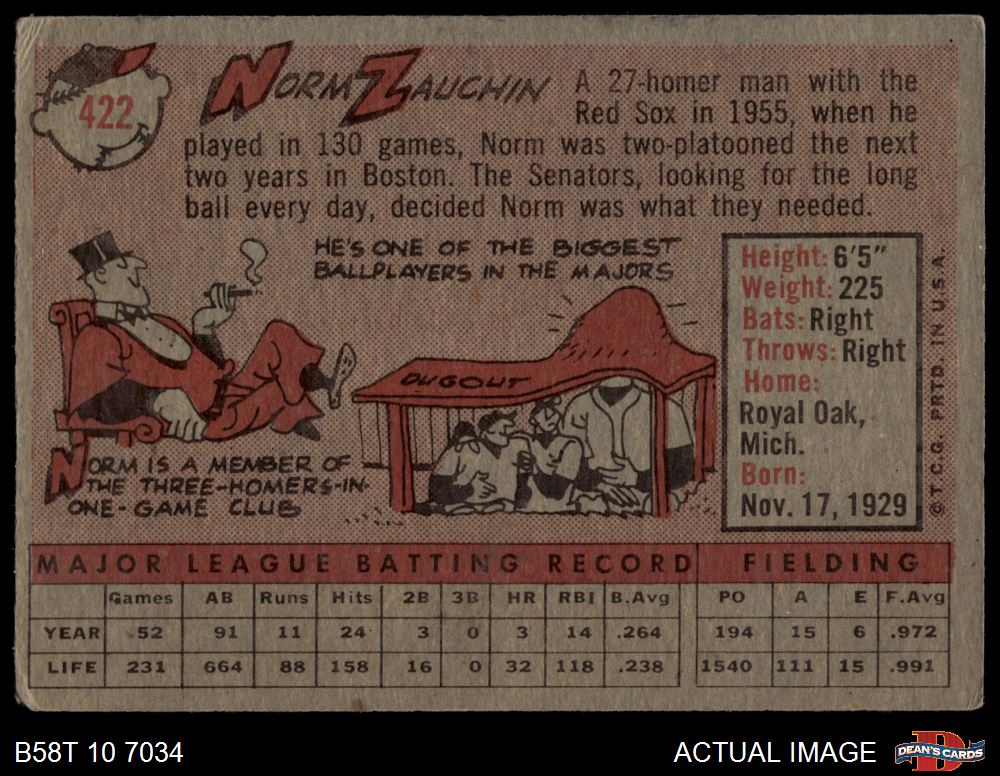 422
NORM ZAUCHIN
A 27-homer man with the
Red Sox in 1955, when he
played in 130 games, Norm was two-platooned the next
two years in Boston. The Senators, looking for the long
ball every day, decided Norm was what they needed.
HE'S ONE OF THE BIGGEST
BALLPLAYERS IN THE MAJORS
DUGOUT
NORM IS A MEMBER OF
THE THREE-HOMERS-IN-
ONE-GAME CLUB
Height: 6'5"
Weight: 225
Bats: Right
Throws: Right
Home:
Royal Oak,
Mich.
Born:
Nov. 17, 1929
© T.C.G. PRTD. IN U.S.A.
MAJOR LEAGUE BATTING RECORD FIELDING
Games AB Runs Hits 2B 3B HR RBI B.Avg PO A E F.Avg
YEAR 52 91 11 24 3 0 3 14 .264 194 15 6 .972
LIFE 231 664 88 158 16 0 32 118 .238 1540 111 15 .991
B58T 10 7034
ACTUAL IMAGE
DEAN'S CARDS